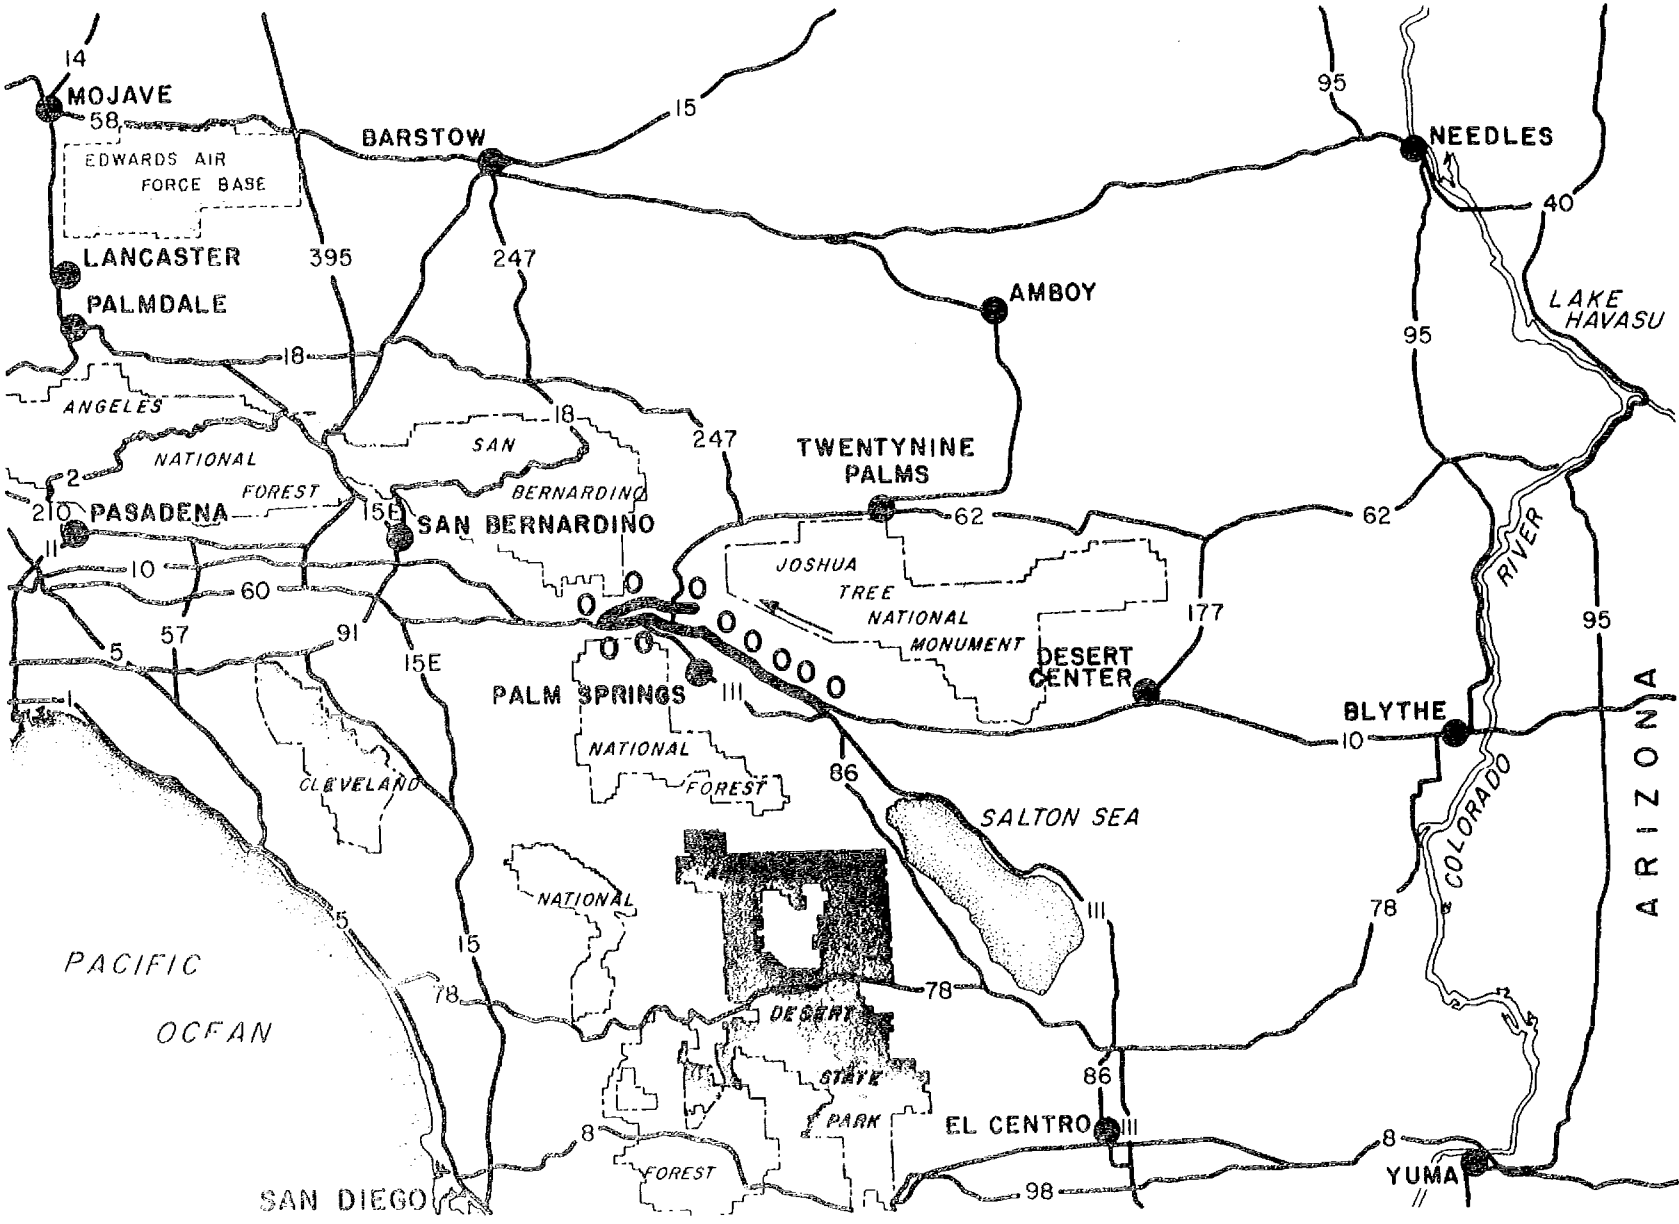 14
95
MOJAVE
15
58
BARSTOW
NEEDLES
EDWARDS AIR
FORCE BASE
40
LANCASTER
395
247
AMBOY
LAKE
HAVASU
PALMDALE
95
18
ANGELES
18
SAN
247
TWENTYNINE
PALMS
NATIONAL
2
FOREST
BERNARDINO
210
PASADENA
15E
SAN BERNARDINO
62
62
11
10
JOSHUA
RIVER
60
TREE
NATIONAL
MONUMENT
O
O
O
O
O
O
O
O
O
O
177
95
57
91
5
15E
DESERT
CENTER
PALM SPRINGS
111
1
BLYTHE
10
NATIONAL
FOREST
86
CLEVELAND
SALTON SEA
COLORADO
ARIZONA
NATIONAL
111
78
5
15
PACIFIC
OCEAN
78
78
DESERT
STATE
PARK
86
EL CENTRO
111
8
8
FOREST
YUMA
98
SAN DIEGO